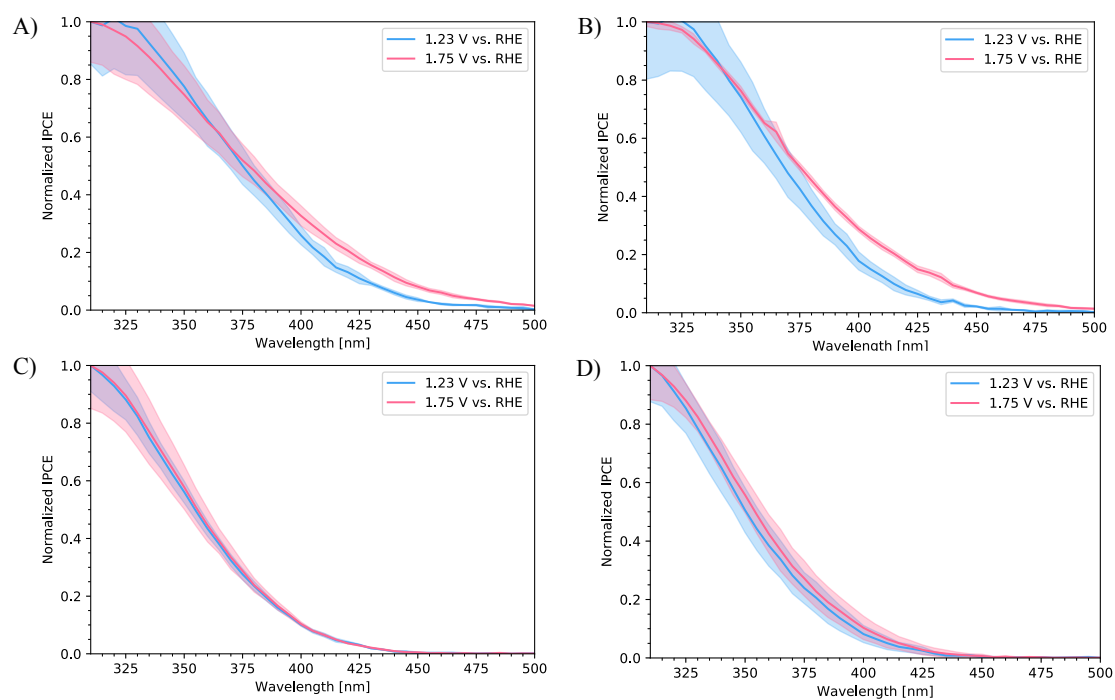 A)
1.0
0.8
0.6
0.4
0.2
0.0
Normalized IPCE
1.23 V vs. RHE
1.75 V vs. RHE
325 350 375 400 425 450 475 500
Wavelength [nm]
B)
1.0
0.8
0.6
0.4
0.2
0.0
Normalized IPCE
1.23 V vs. RHE
1.75 V vs. RHE
325 350 375 400 425 450 475 500
Wavelength [nm]
C)
1.0
0.8
0.6
0.4
0.2
0.0
Normalized IPCE
1.23 V vs. RHE
1.75 V vs. RHE
325 350 375 400 425 450 475 500
Wavelength [nm]
D)
1.0
0.8
0.6
0.4
0.2
0.0
Normalized IPCE
1.23 V vs. RHE
1.75 V vs. RHE
325 350 375 400 425 450 475 500
Wavelength [nm]